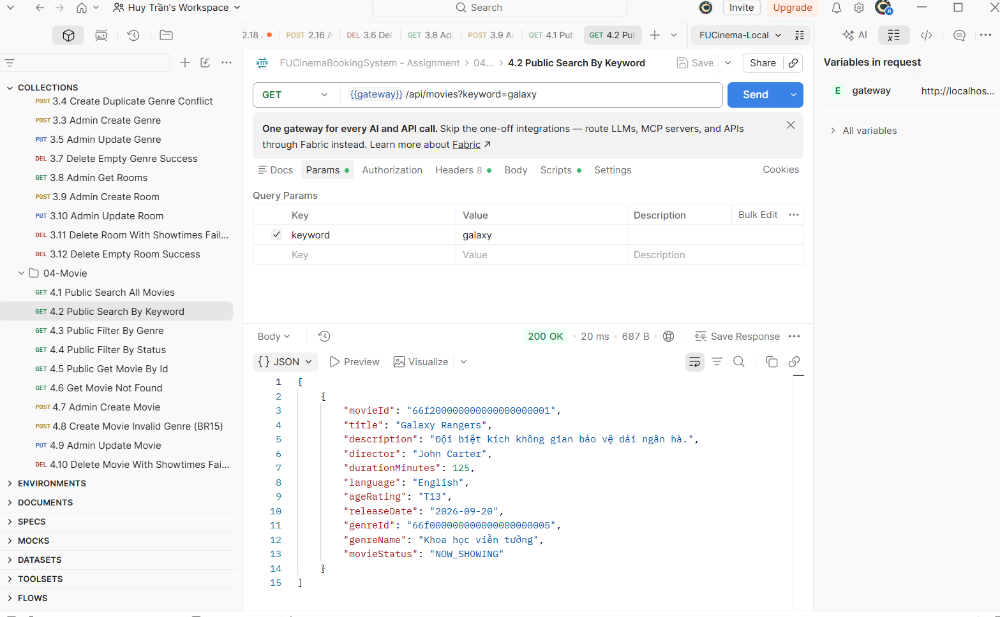 Huy Trần's Workspace
Search
Invite
Upgrade
H
2.18
POST 2.16
DEL 3.6 Del
GET 3.8 Ad
POST 3.9
GET 4.1 Pub
GET 4.2 Pub
FUCinema-Local
AI
HTTP
FUCinemaBookingSystem - Assignment > 04... > 4.2 Public Search By Keyword
Save
Share
Variables in request
E gateway
http://localhos...
All variables
COLLECTIONS
POST 3.4 Create Duplicate Genre Conflict
POST 3.3 Admin Create Genre
PUT 3.5 Admin Update Genre
DEL 3.7 Delete Empty Genre Success
GET 3.8 Admin Get Rooms
POST 3.9 Admin Create Room
PUT 3.10 Admin Update Room
DEL 3.11 Delete Room With Showtimes Fail...
DEL 3.12 Delete Empty Room Success
04-Movie
GET 4.1 Public Search All Movies
GET 4.2 Public Search By Keyword
GET 4.3 Public Filter By Genre
GET 4.4 Public Filter By Status
GET 4.5 Public Get Movie By Id
GET 4.6 Get Movie Not Found
POST 4.7 Admin Create Movie
POST 4.8 Create Movie Invalid Genre (BR15)
PUT 4.9 Admin Update Movie
DEL 4.10 Delete Movie With Showtimes Fai...
ENVIRONMENTS
DOCUMENTS
SPECS
MOCKS
DATASETS
TOOLSETS
FLOWS
GET
{{gateway}} /api/movies?keyword=galaxy
Send
One gateway for every AI and API call. Skip the one-off integrations — route LLMs, MCP servers, and APIs
through Fabric instead. Learn more about Fabric ↗
Docs
Params
Authorization
Headers 8
Body
Scripts
Settings
Cookies
Query Params
Key
Value
Description
Bulk Edit
keyword
galaxy
Key
Value
Description
Body
200 OK
20 ms
687 B
e.g. Save Response
{} JSON
Preview
Visualize
1 [
2 {
3 "movieId": "66f200000000000000000001",
4 "title": "Galaxy Rangers",
5 "description": "Đội biệt kích không gian bảo vệ dải ngân hà.",
6 "director": "John Carter",
7 "durationMinutes": 125,
8 "language": "English",
9 "ageRating": "T13",
10 "releaseDate": "2026-09-20",
11 "genreId": "66f000000000000000000005",
12 "genreName": "Khoa học viễn tưởng",
13 "movieStatus": "NOW_SHOWING"
14 }
15 ]